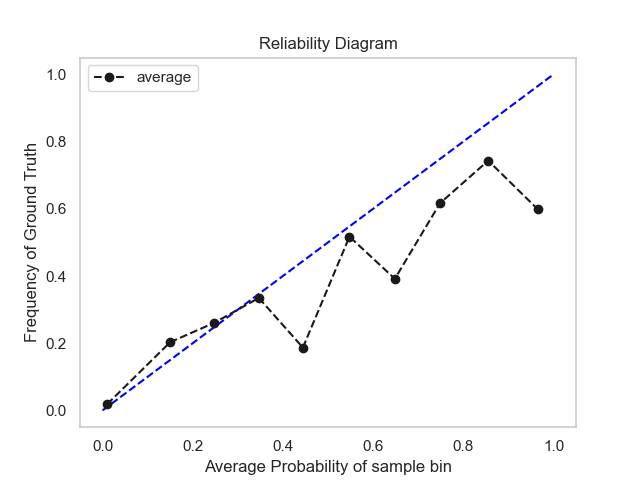 Reliability Diagram
average
1.0
0.8
0.6
0.4
0.2
0.0
Frequency of Ground Truth
0.0 0.2 0.4 0.6 0.8 1.0
Average Probability of sample bin